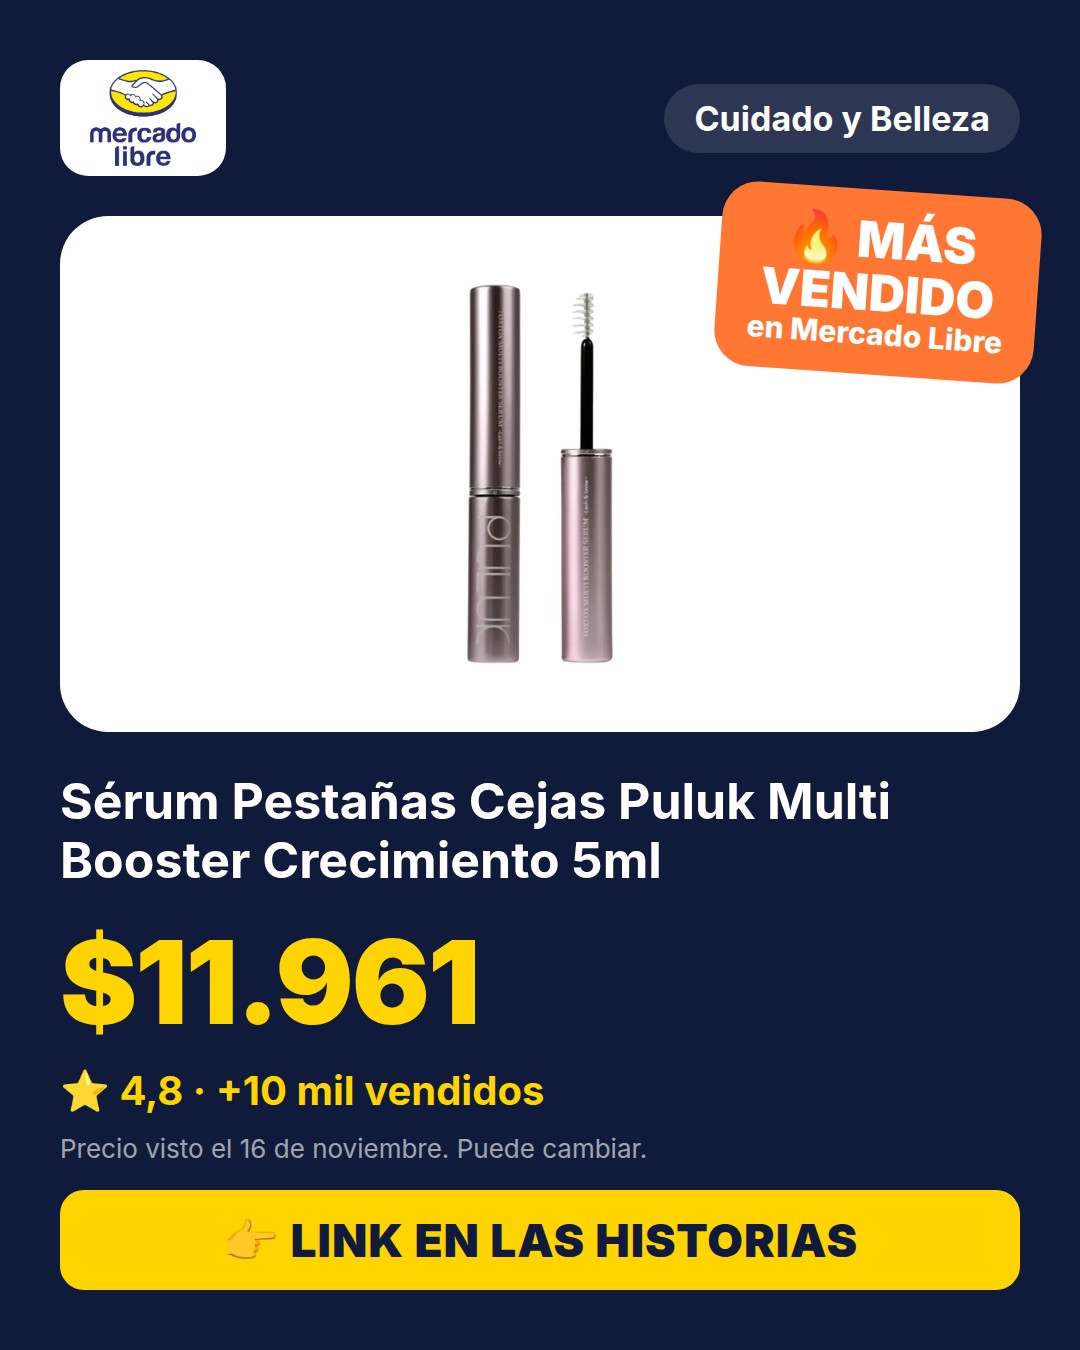 mercado
libre
Cuidado y Belleza
🔥 MÁS
VENDIDO
en Mercado Libre
PULUK
Sérum Pestañas Cejas Puluk Multi
Booster Crecimiento 5ml
$11.961
⭐ 4,8 · +10 mil vendidos
Precio visto el 16 de noviembre. Puede cambiar.
👉 LINK EN LAS HISTORIAS